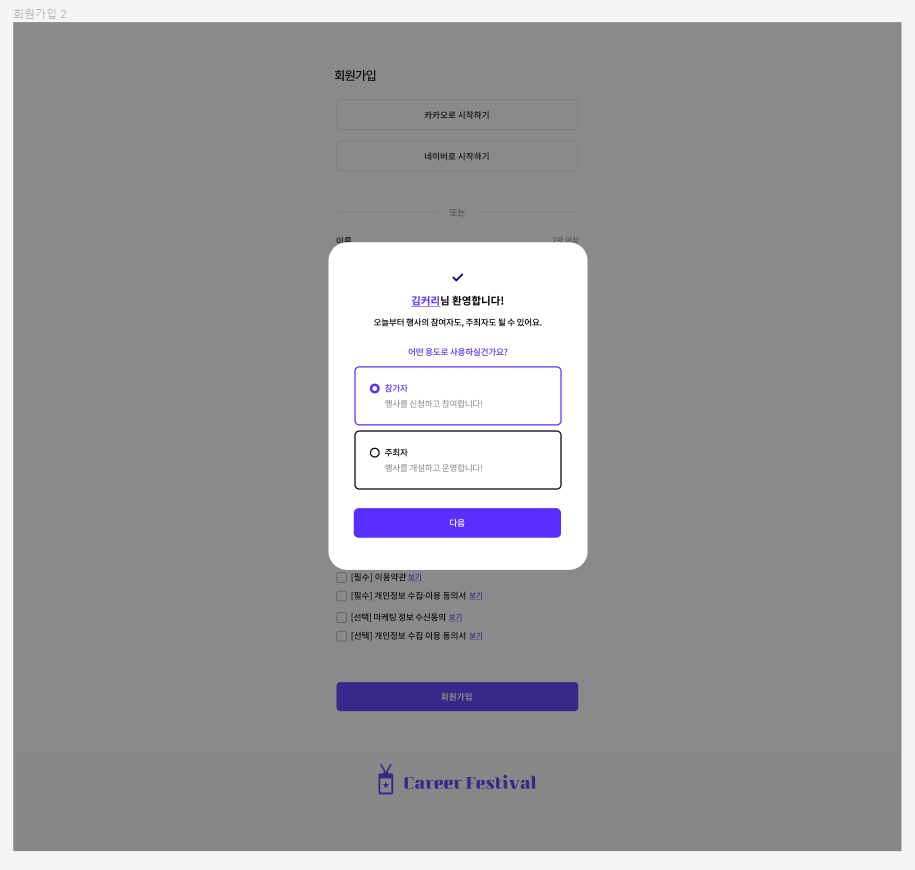 회원가입 2
회원가입
카카오로 시작하기
네이버로 시작하기
또는
이름
2자 이상
김커리님 환영합니다!
오늘부터 행사의 참여자도, 주최자도 될 수 있어요.
어떤 용도로 사용하실건가요?
참가자
행사를 신청하고 참여합니다!
주최자
행사를 개설하고 운영합니다!
다음
[필수] 이용약관 보기
[필수] 개인정보 수집·이용 동의서 보기
[선택] 마케팅 정보 수신동의 보기
[선택] 개인정보 수집 이용 동의서 보기
회원가입
Career Festival